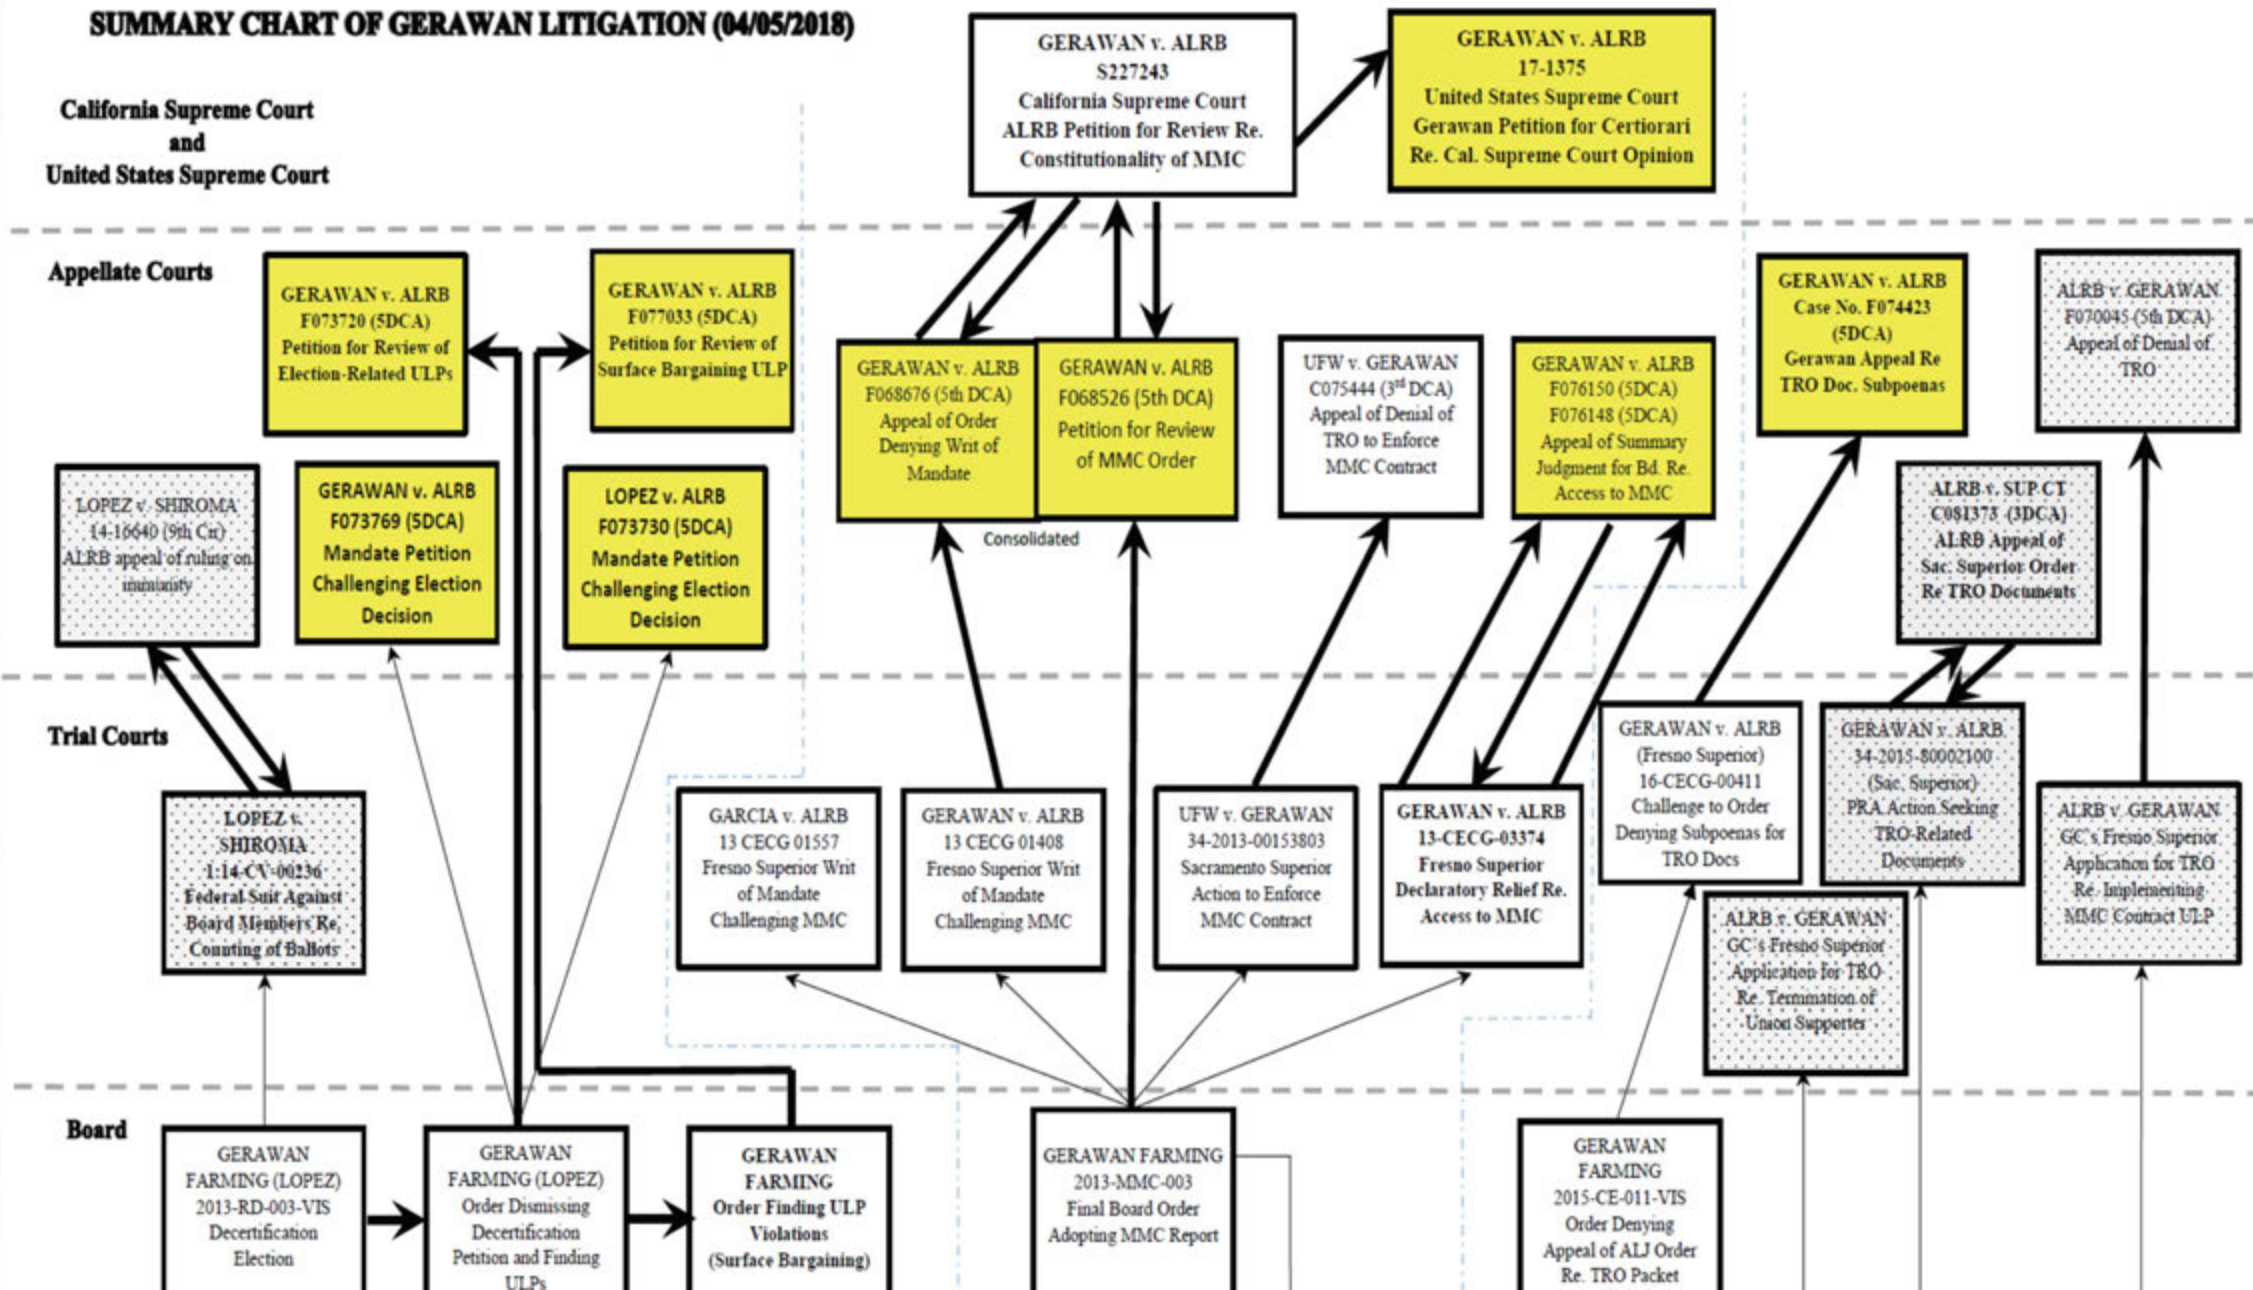 SUMMARY CHART OF GERAWAN LITIGATION (04/05/2018)
California Supreme Court
and
United States Supreme Court
GERAWAN v. ALRB
S227243
California Supreme Court
ALRB Petition for Review Re.
Constitutionality of MMC
GERAWAN v. ALRB
17-1375
United States Supreme Court
Gerawan Petition for Certiorari
Re. Cal. Supreme Court Opinion
Appellate Courts
GERAWAN v. ALRB
F073720 (5DCA)
Petition for Review of
Election-Related ULPs
GERAWAN v. ALRB
F077033 (5DCA)
Petition for Review of
Surface Bargaining ULP
GERAWAN v. ALRB
F068676 (5th DCA)
Appeal of Order
Denying Writ of
Mandate
GERAWAN v. ALRB
F068526 (5th DCA)
Petition for Review
of MMC Order
Consolidated
UFW v. GERAWAN
C075444 (3rd DCA)
Appeal of Denial of
TRO to Enforce
MMC Contract
GERAWAN v. ALRB
F076150 (5DCA)
F076148 (5DCA)
Appeal of Summary
Judgment for Bd. Re.
Access to MMC
GERAWAN v. ALRB
Case No. F074423
(5DCA)
Gerawan Appeal Re
TRO Doc. Subpoenas
ALRB v. GERAWAN
F070045 (5th DCA)
Appeal of Denial of
TRO
LOPEZ v. SHIROMA
14-16640 (9th Cir)
ALRB appeal of ruling on
immunity
GERAWAN v. ALRB
F073769 (5DCA)
Mandate Petition
Challenging Election
Decision
LOPEZ v. ALRB
F073730 (5DCA)
Mandate Petition
Challenging Election
Decision
ALRB v. SUP CT
C081373 (3DCA)
ALRB Appeal of
Sac. Superior Order
Re TRO Documents
Trial Courts
LOPEZ v.
SHIROMA
1:14-CV-00236
Federal Suit Against
Board Members Re.
Counting of Ballots
GARCIA v. ALRB
13 CECG 01557
Fresno Superior Writ
of Mandate
Challenging MMC
GERAWAN v. ALRB
13 CECG 01408
Fresno Superior Writ
of Mandate
Challenging MMC
UFW v. GERAWAN
34-2013-00153803
Sacramento Superior
Action to Enforce
MMC Contract
GERAWAN v. ALRB
13-CECG-03374
Fresno Superior
Declaratory Relief Re.
Access to MMC
GERAWAN v. ALRB
(Fresno Superior)
16-CECG-00411
Challenge to Order
Denying Subpoenas for
TRO Docs
GERAWAN v. ALRB
34-2015-80002100
(Sac. Superior)
PRA Action Seeking
TRO-Related
Documents
ALRB v. GERAWAN
GC's Fresno Superior
Application for TRO
Re. Termination of
Union Supporter
ALRB v. GERAWAN
GC's Fresno Superior
Application for TRO
Re. Implementing
MMC Contract ULP
Board
GERAWAN
FARMING (LOPEZ)
2013-RD-003-VIS
Decertification
Election
GERAWAN
FARMING (LOPEZ)
Order Dismissing
Decertification
Petition and Finding
ULPs
GERAWAN
FARMING
Order Finding ULP
Violations
(Surface Bargaining)
GERAWAN FARMING
2013-MMC-003
Final Board Order
Adopting MMC Report
GERAWAN
FARMING
2015-CE-011-VIS
Order Denying
Appeal of ALJ Order
Re. TRO Packet